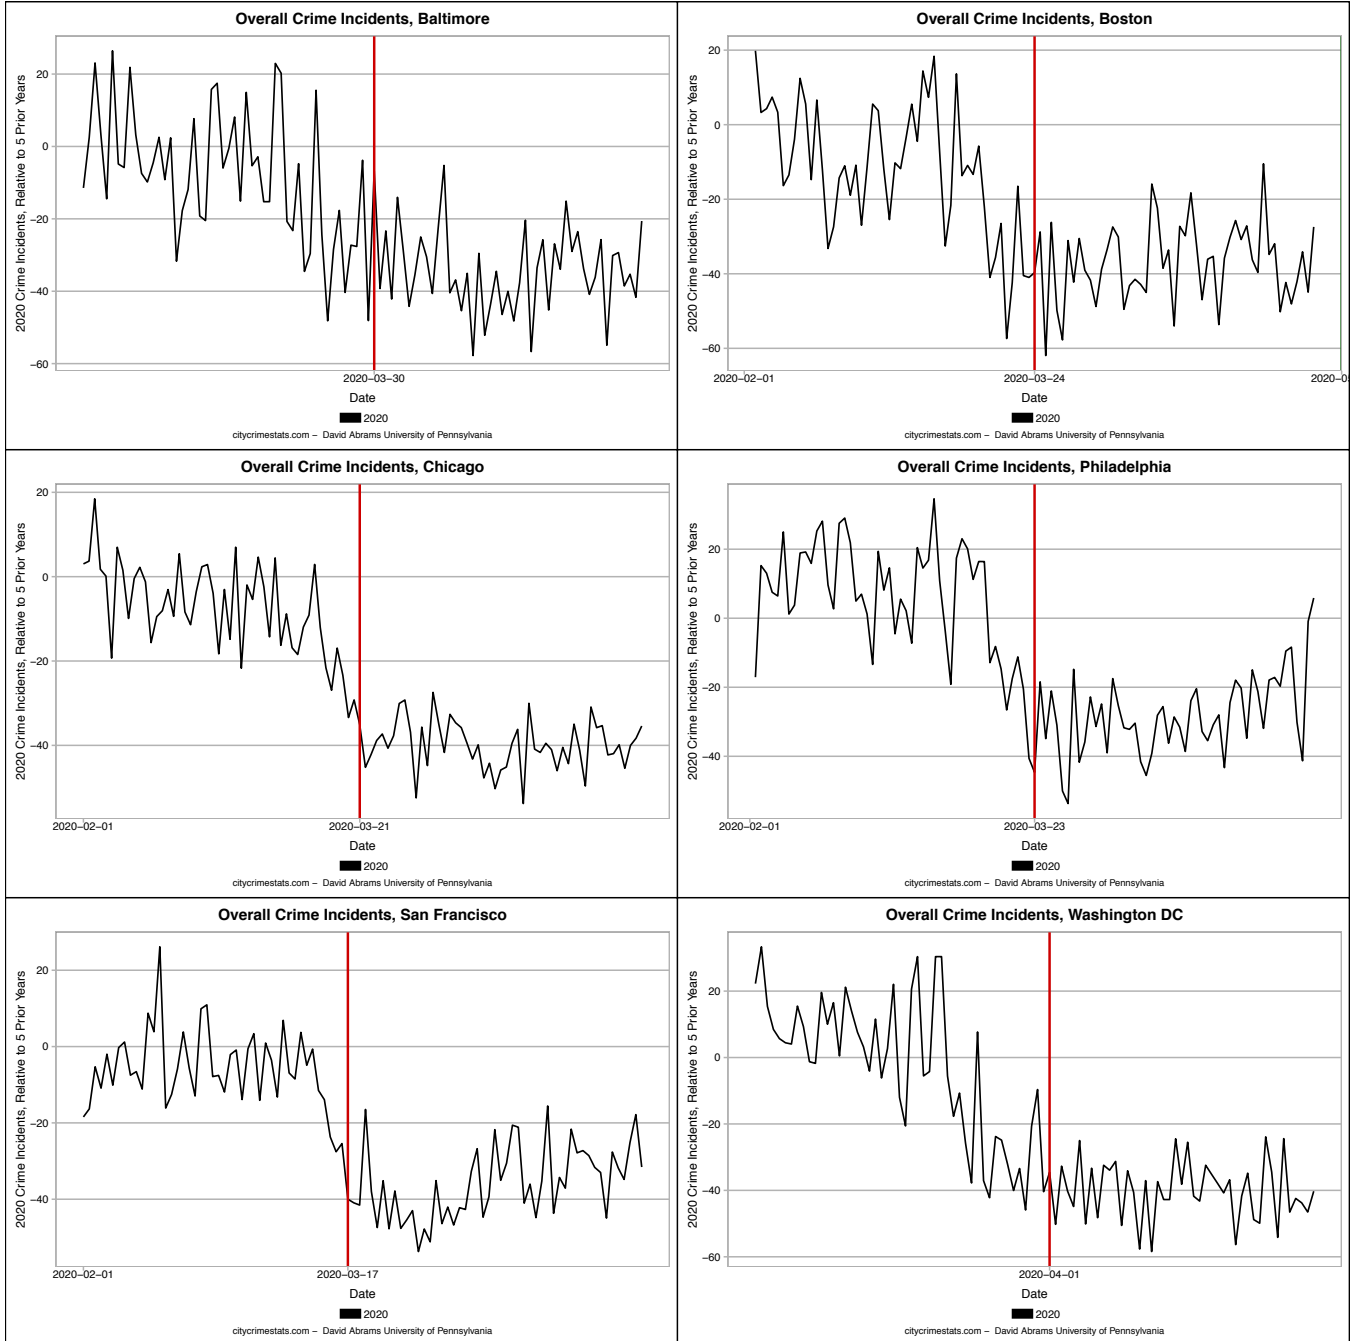 Overall Crime Incidents, Baltimore
2020 Crime Incidents, Relative to 5 Prior Years
20
0
−20
−40
−60
2020−03−30
Date
2020
citycrimestats.com − David Abrams University of Pennsylvania
Overall Crime Incidents, Boston
2020 Crime Incidents, Relative to 5 Prior Years
20
0
−20
−40
−60
2020−02−01 2020−03−24 2020−0
Date
2020
citycrimestats.com − David Abrams University of Pennsylvania
Overall Crime Incidents, Chicago
2020 Crime Incidents, Relative to 5 Prior Years
20
0
−20
−40
2020−02−01 2020−03−21
Date
2020
citycrimestats.com − David Abrams University of Pennsylvania
Overall Crime Incidents, Philadelphia
2020 Crime Incidents, Relative to 5 Prior Years
20
0
−20
−40
2020−02−01 2020−03−23
Date
2020
citycrimestats.com − David Abrams University of Pennsylvania
Overall Crime Incidents, San Francisco
2020 Crime Incidents, Relative to 5 Prior Years
20
0
−20
−40
2020−02−01 2020−03−17
Date
2020
citycrimestats.com − David Abrams University of Pennsylvania
Overall Crime Incidents, Washington DC
2020 Crime Incidents, Relative to 5 Prior Years
20
0
−20
−40
−60
2020−04−01
Date
2020
citycrimestats.com − David Abrams University of Pennsylvania